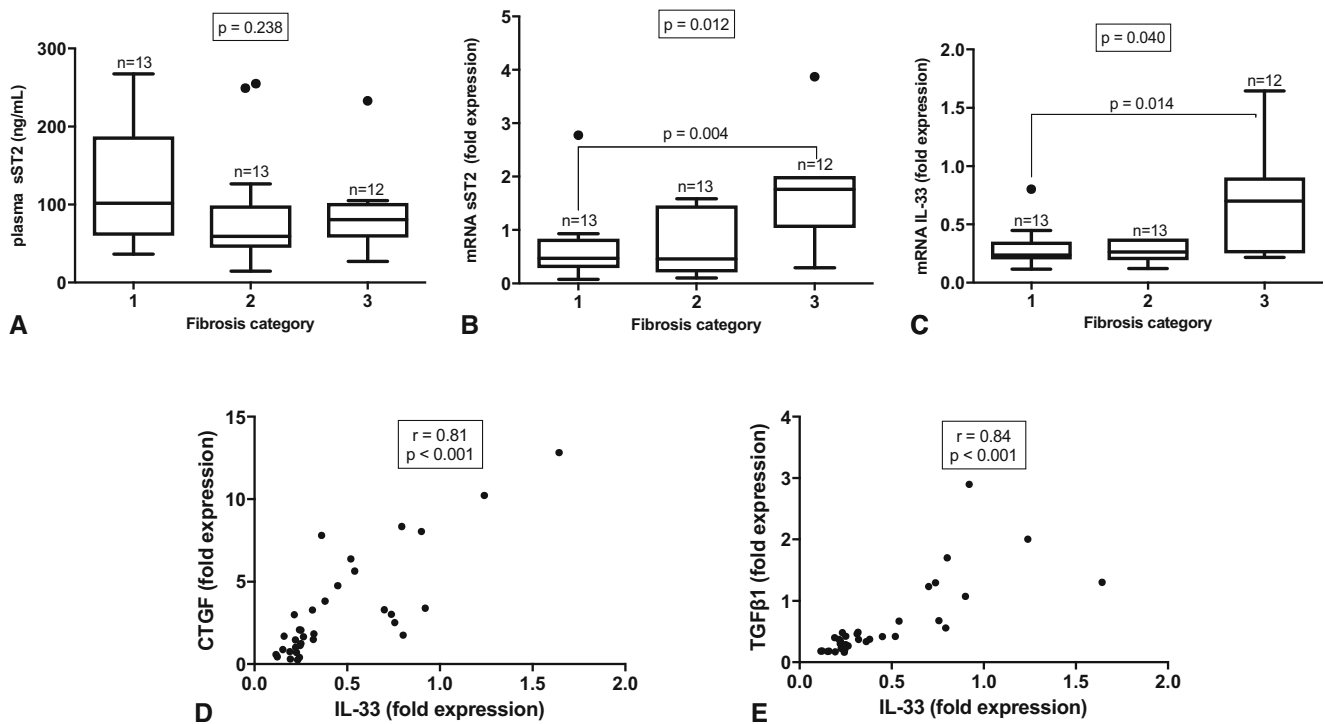 p = 0.238
300
200
100
0
plasma sST2 (ng/mL)
n=13
n=13
n=12
1
2
3
Fibrosis category
A
p = 0.012
5
4
3
2
1
0
mRNA sST2 (fold expression)
p = 0.004
n=13
n=13
n=12
1
2
3
Fibrosis category
B
p = 0.040
2.0
1.5
1.0
0.5
0.0
mRNA IL-33 (fold expression)
p = 0.014
n=13
n=13
n=12
1
2
3
Fibrosis category
C
r = 0.81
p < 0.001
15
10
5
0
CTGF (fold expression)
0.0
0.5
1.0
1.5
2.0
IL-33 (fold expression)
D
r = 0.84
p < 0.001
4
3
2
1
0
TGFβ1 (fold expression)
0.0
0.5
1.0
1.5
2.0
IL-33 (fold expression)
E